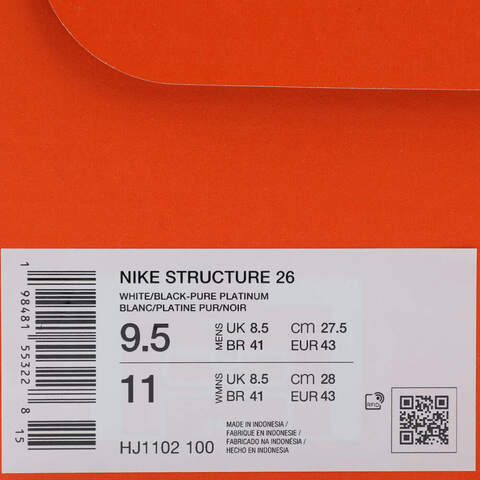 NIKE STRUCTURE 26
WHITE/BLACK-PURE PLATINUM
BLANC/PLATINE PUR/NOIR
9.5 MENS UK 8.5 cm 27.5
BR 41 EUR 43
11 WMNS UK 8.5 cm 28
BR 41 EUR 43
HJ1102 100
MADE IN INDONESIA /
FABRIQUE EN INDONESIE /
FABRICADO NA INDONÉSIA /
HECHO EN INDONESIA
RFID
1 98481 55322 8 15